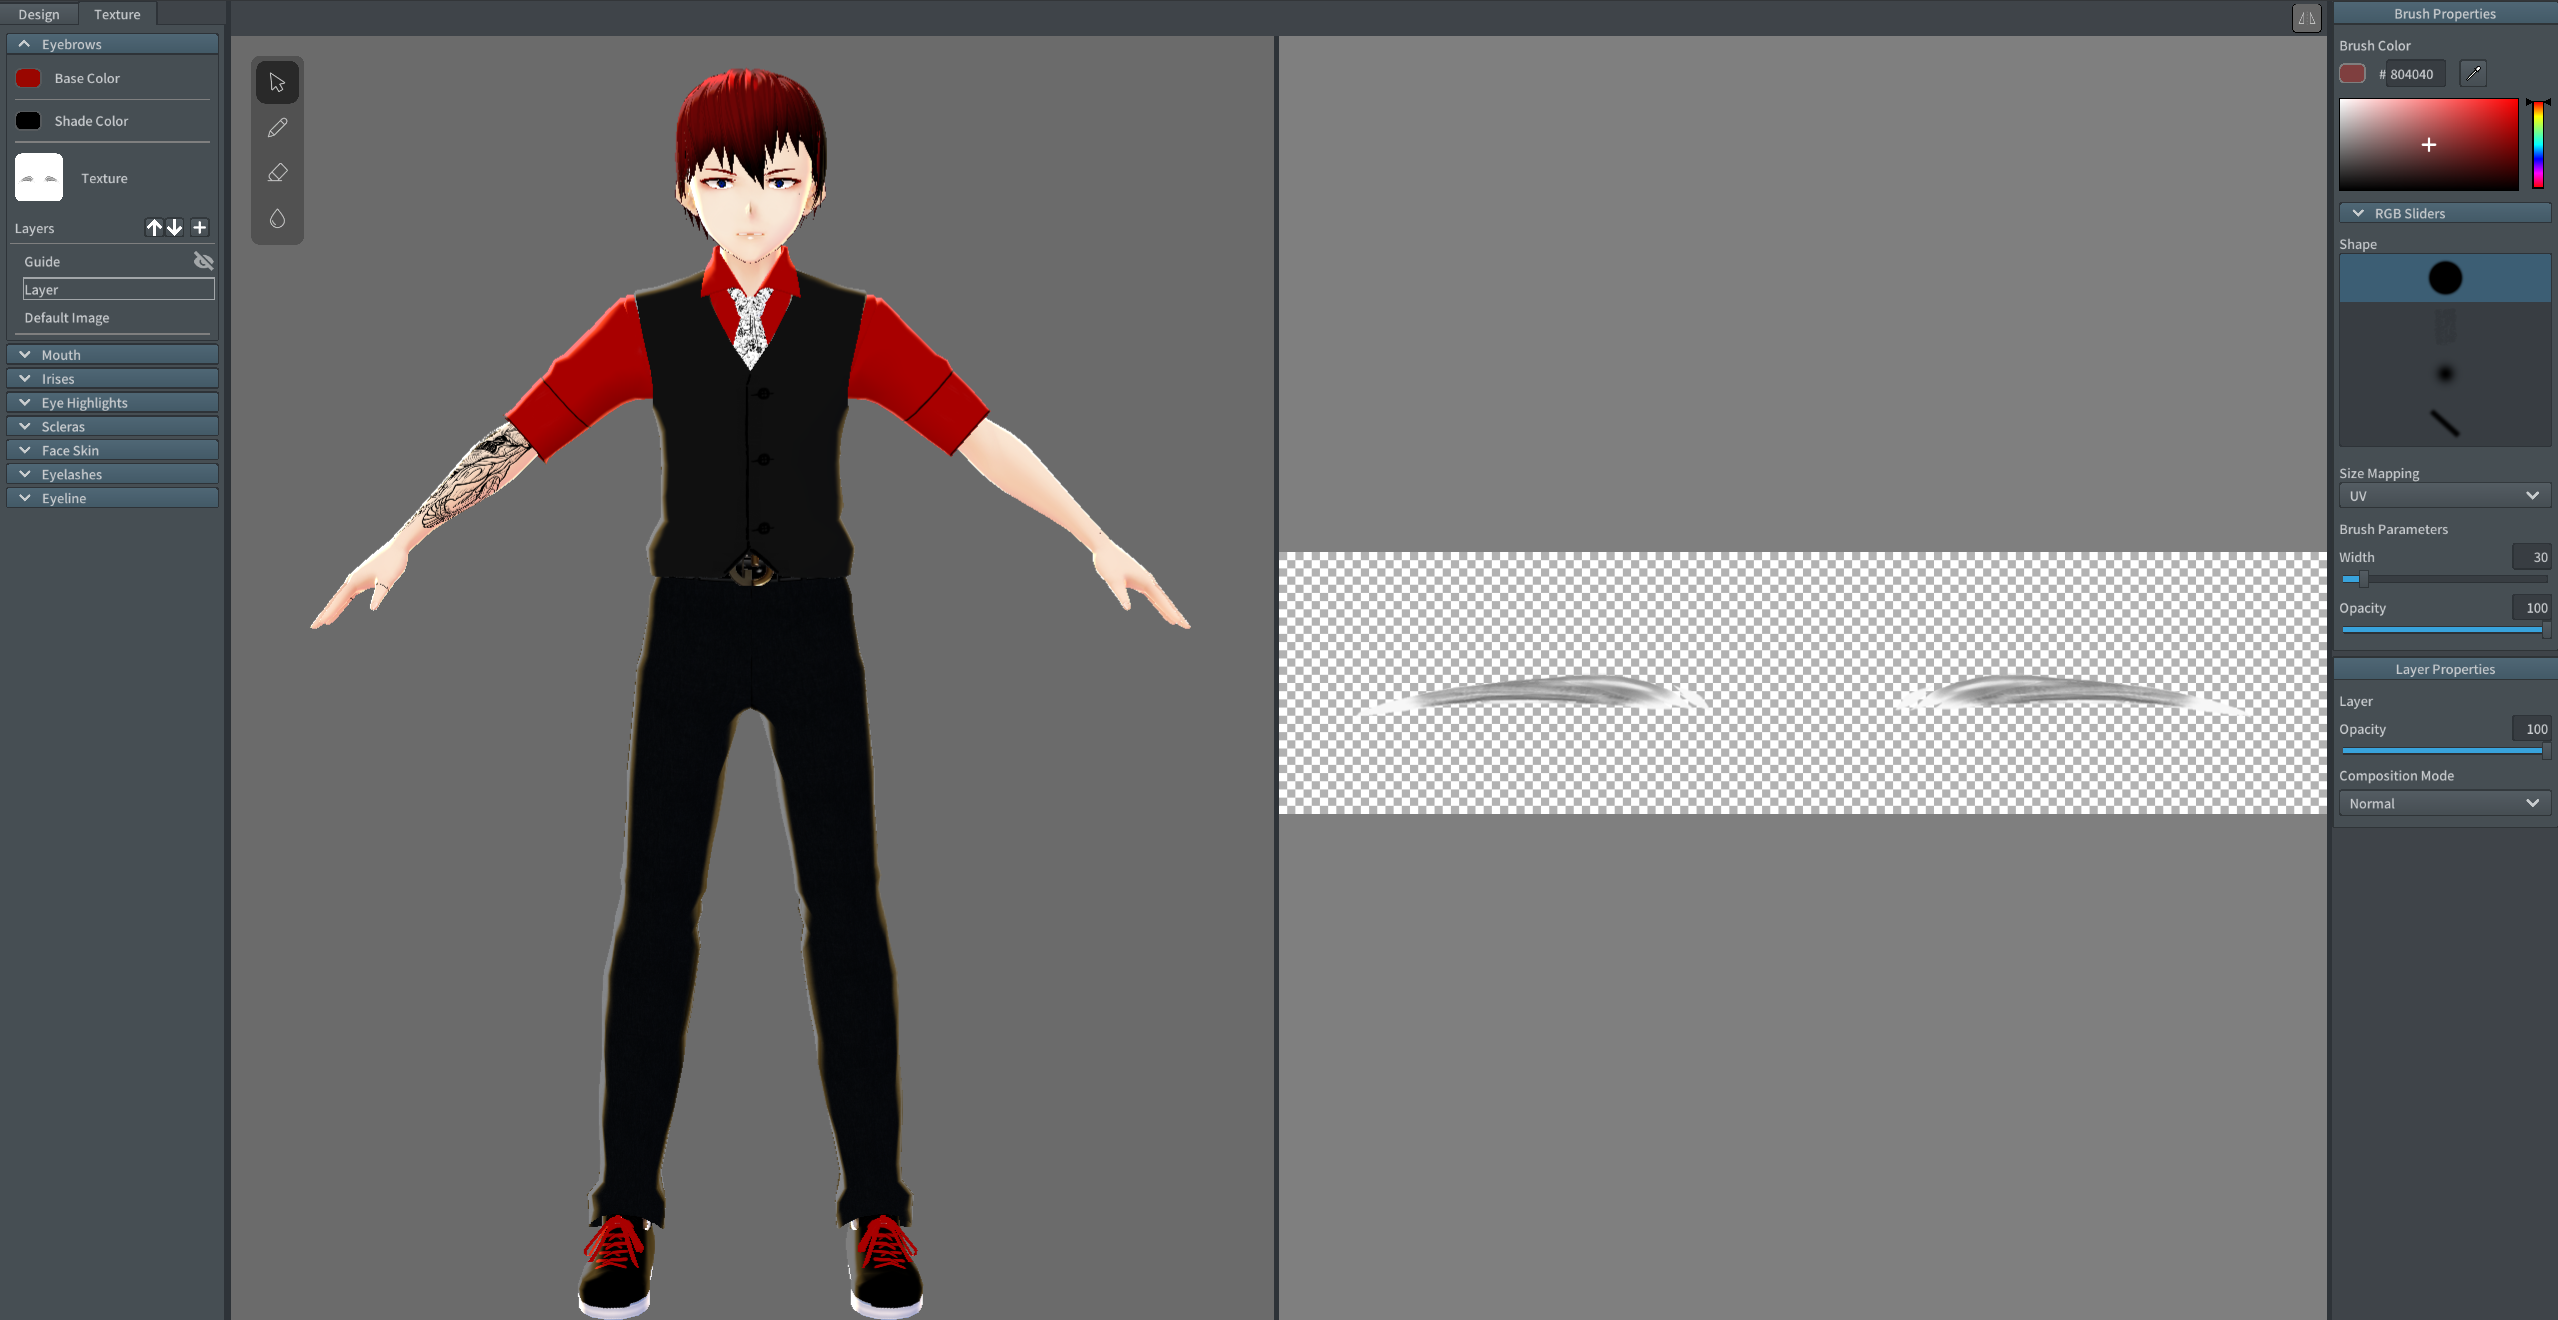 Design
Texture
Eyebrows
Base Color
Shade Color
Texture
Layers
Guide
Layer
Default Image
Mouth
Irises
Eye Highlights
Scleras
Face Skin
Eyelashes
Eyeline
Brush Properties
Brush Color
# 804040
RGB Sliders
Shape
Size Mapping
UV
Brush Parameters
Width 30
Opacity 100
Layer Properties
Layer
Opacity 100
Composition Mode
Normal